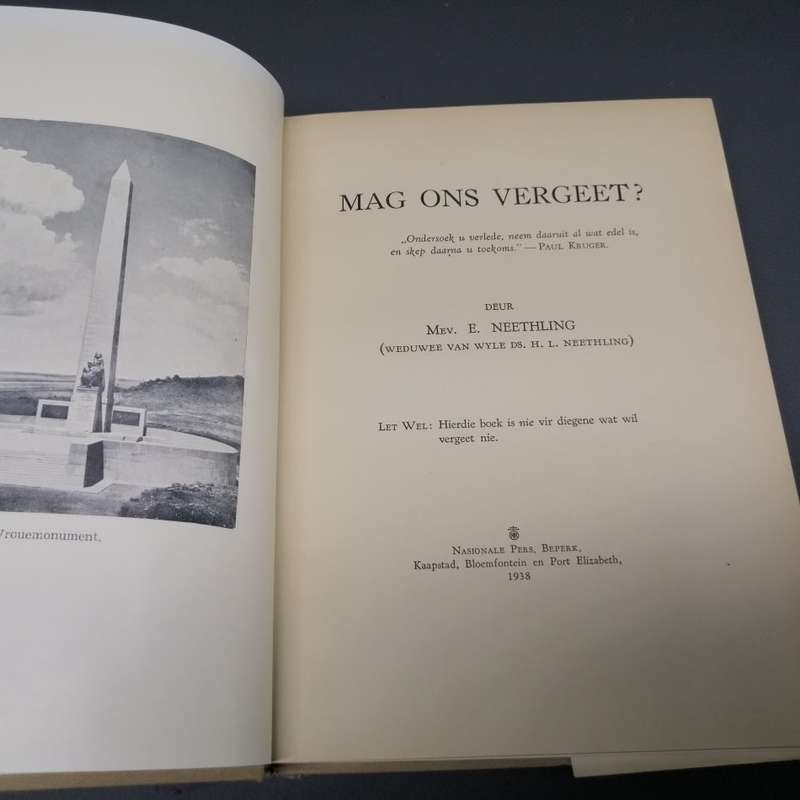 Vrouemonument.
MAG ONS VERGEET?
„Ondersoek u verlede, neem daaruit al wat edel is,
en skep daarna u toekoms." — PAUL KRUGER.
DEUR
MEV. E. NEETHLING
(WEDUWEE VAN WYLE DS. H. L. NEETHLING)
LET WEL: Hierdie boek is nie vir diegene wat wil
vergeet nie.
NASIONALE PERS, BEPERK,
Kaapstad, Bloemfontein en Port Elizabeth,
1938